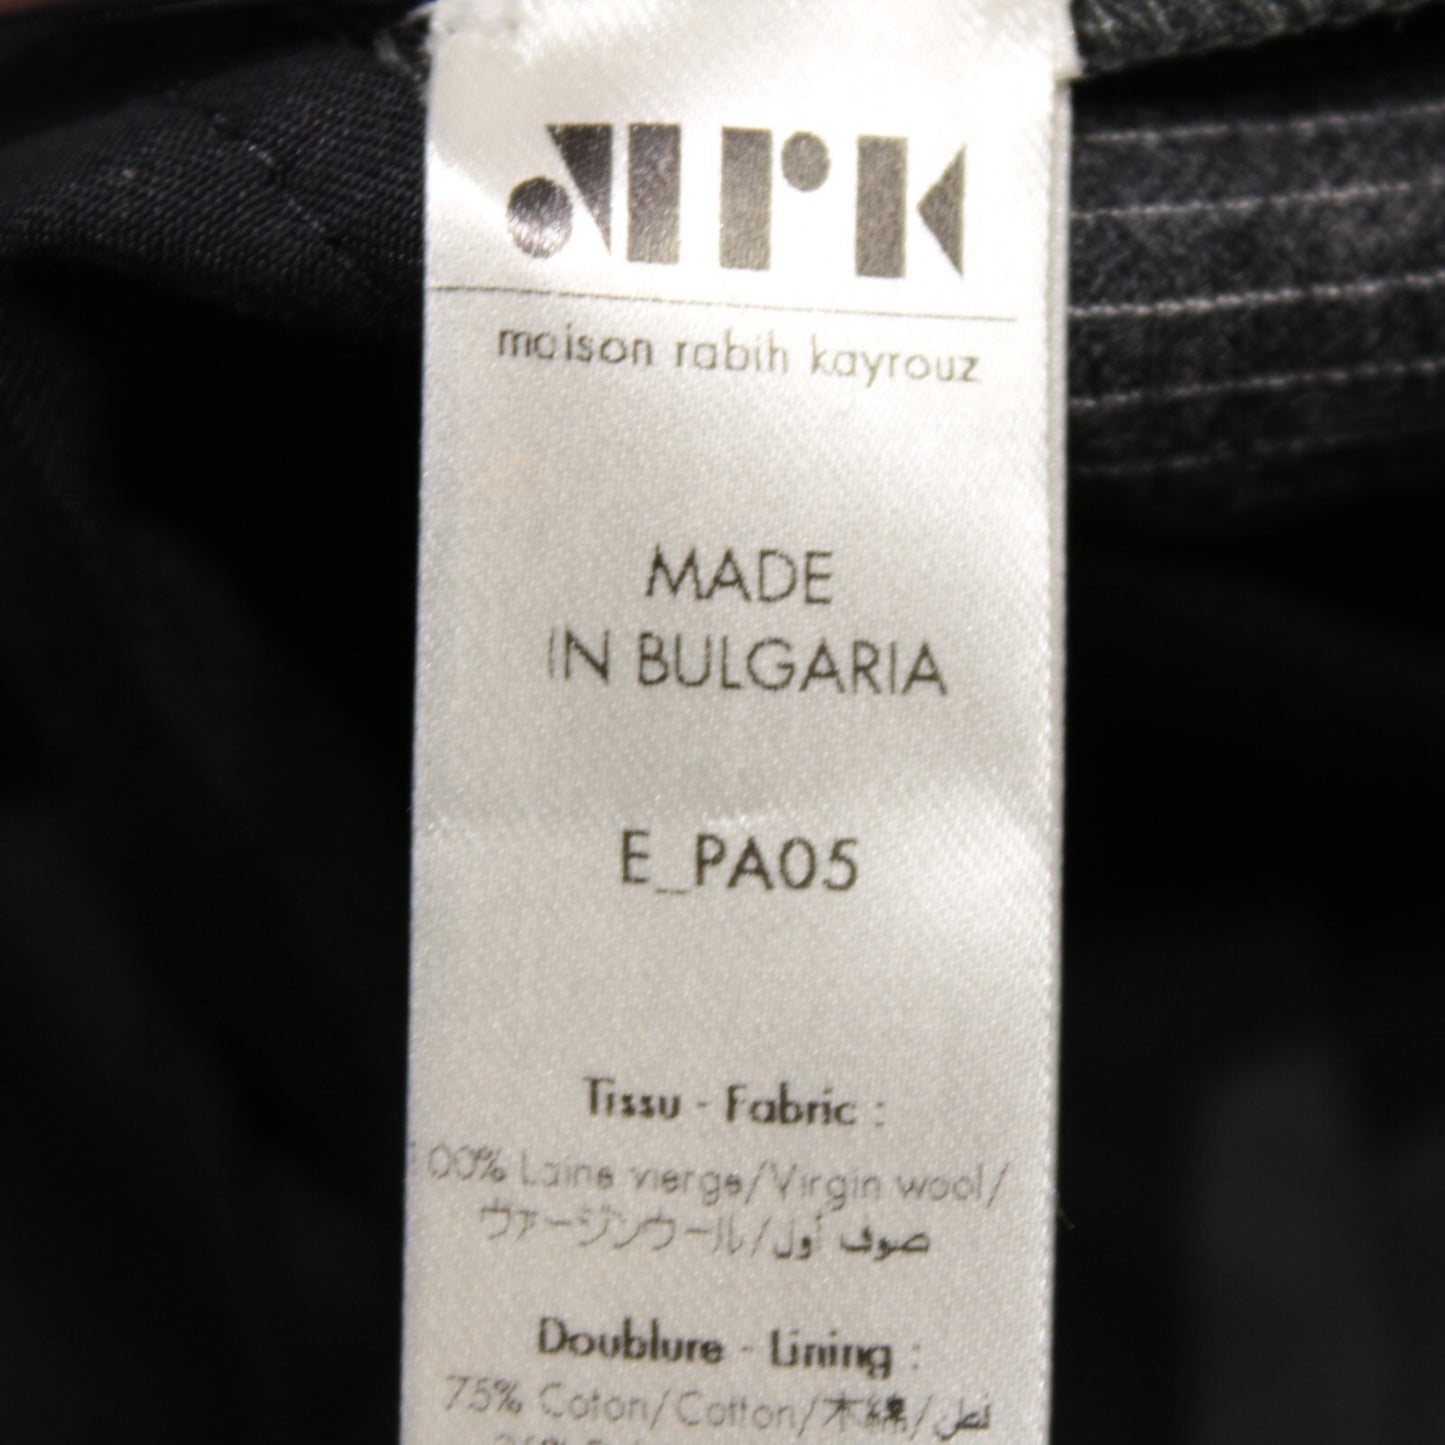 mrk
maison rabih kayrouz
MADE
IN BULGARIA
E_PA05
Tissu - Fabric :
100% Laine vierge/Virgin wool/
ヴァージンウール/صوف أول
Doublure - Lining :
75% Coton/Cotton/木綿/قطن